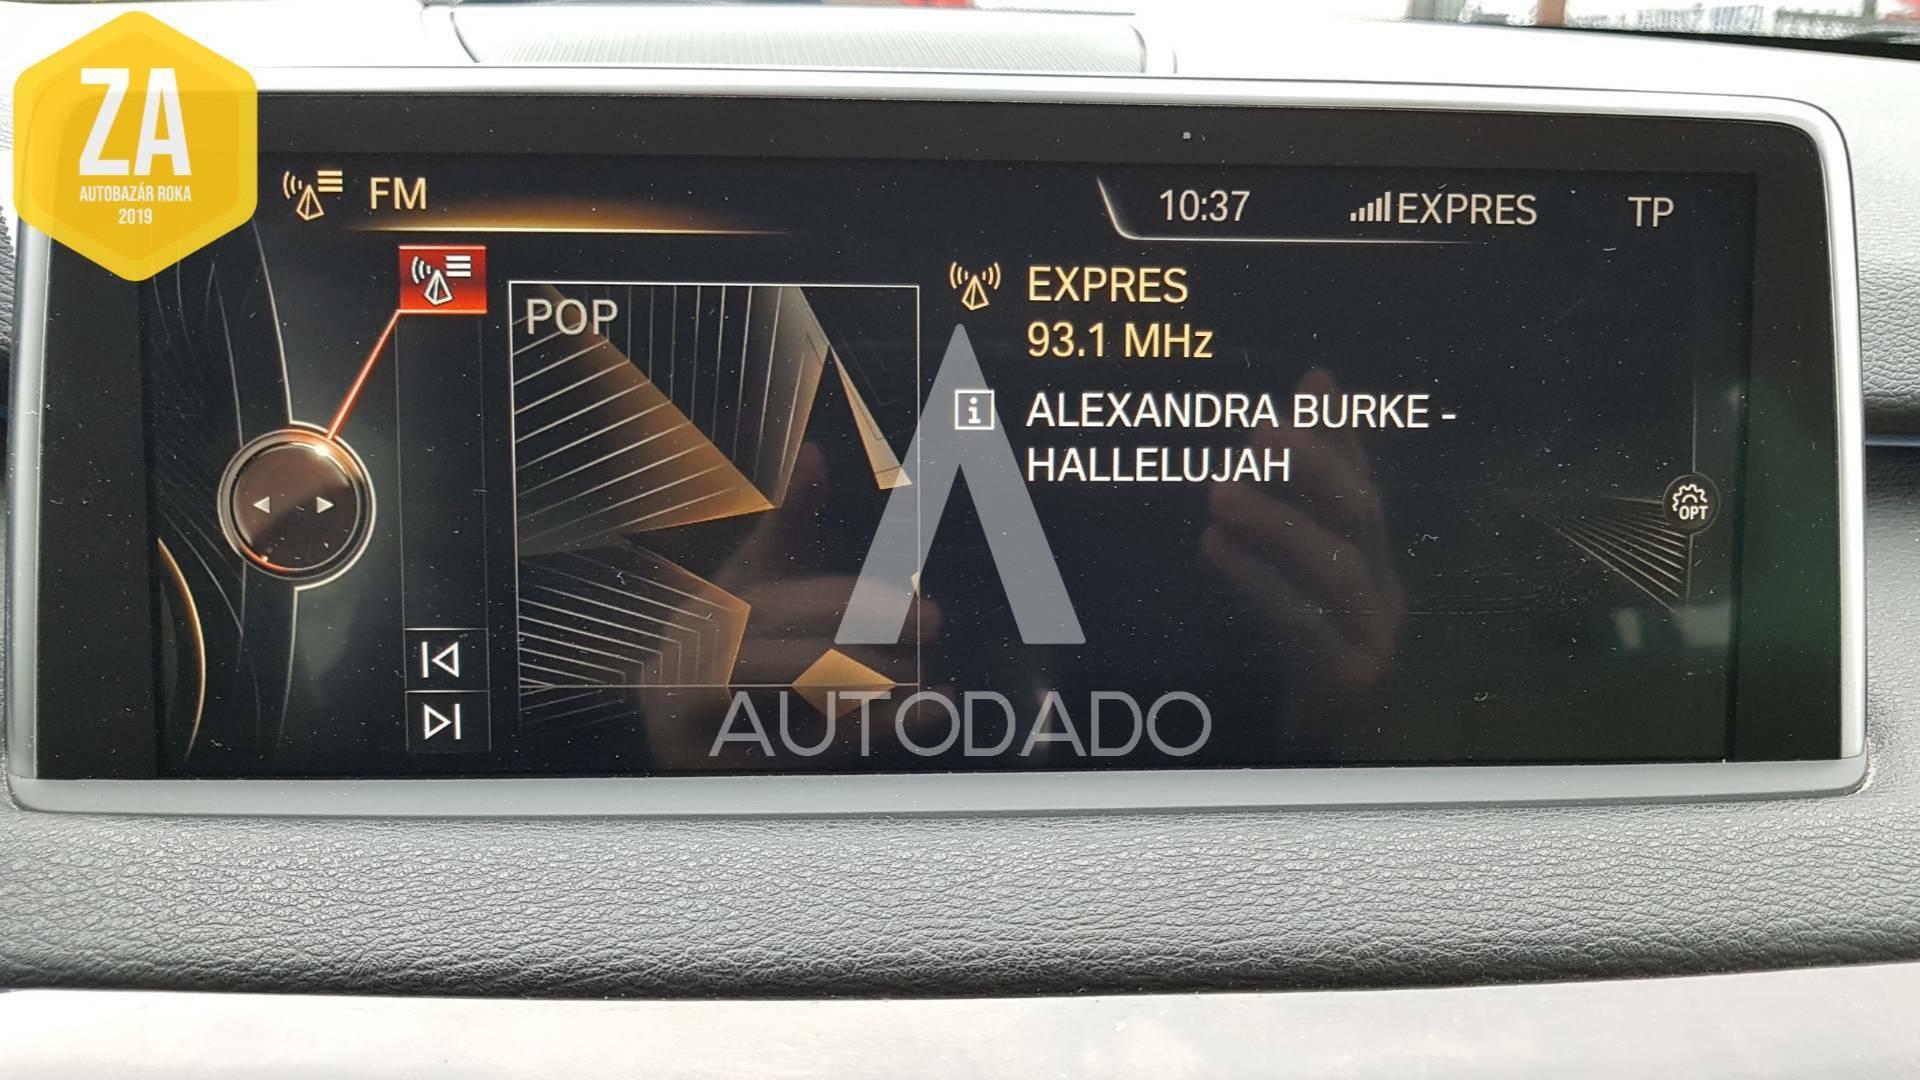 ZA
AUTOBAZÁR ROKA
2019
FM
10:37
EXPRES
TP
POP
EXPRES
93.1 MHz
ALEXANDRA BURKE -
HALLELUJAH
OPT
AUTODADO